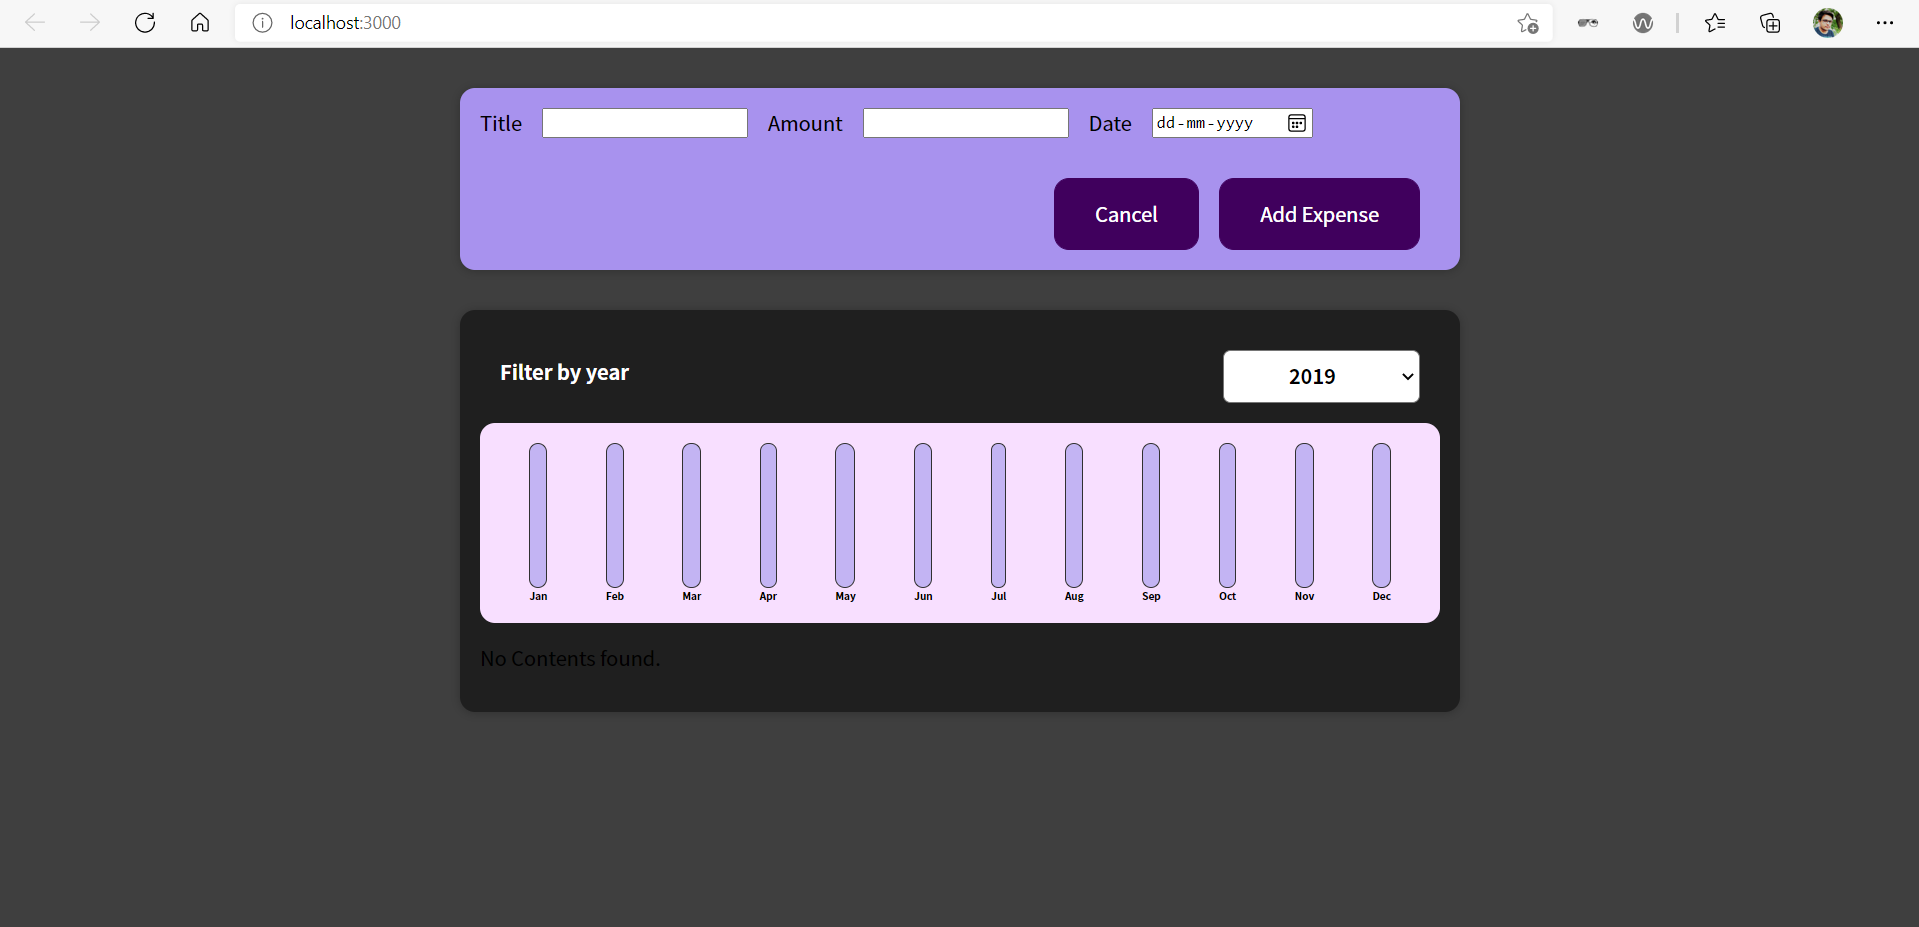 localhost:3000
Title Amount Date dd-mm-yyyy
Cancel Add Expense
Filter by year 2019
Jan Feb Mar Apr May Jun Jul Aug Sep Oct Nov Dec
No Contents found.